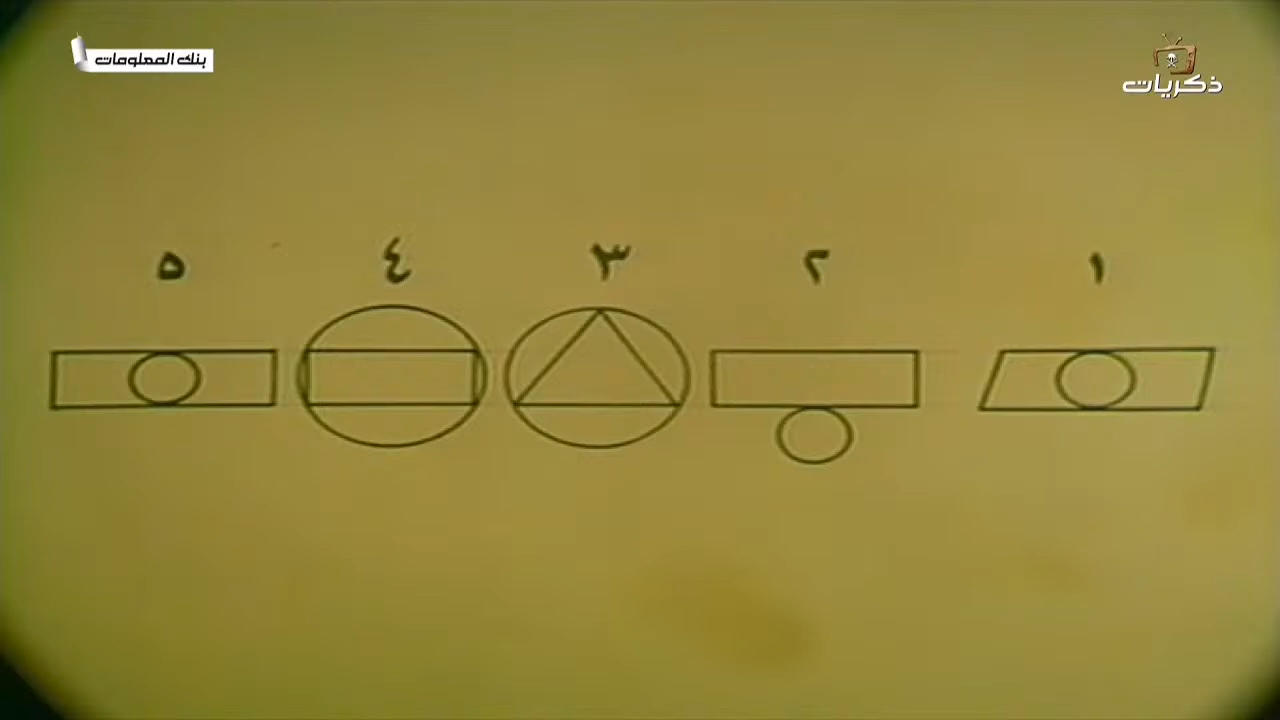 بنك المعلومات
ذكريات
١ ٢ ٣ ٤ ٥